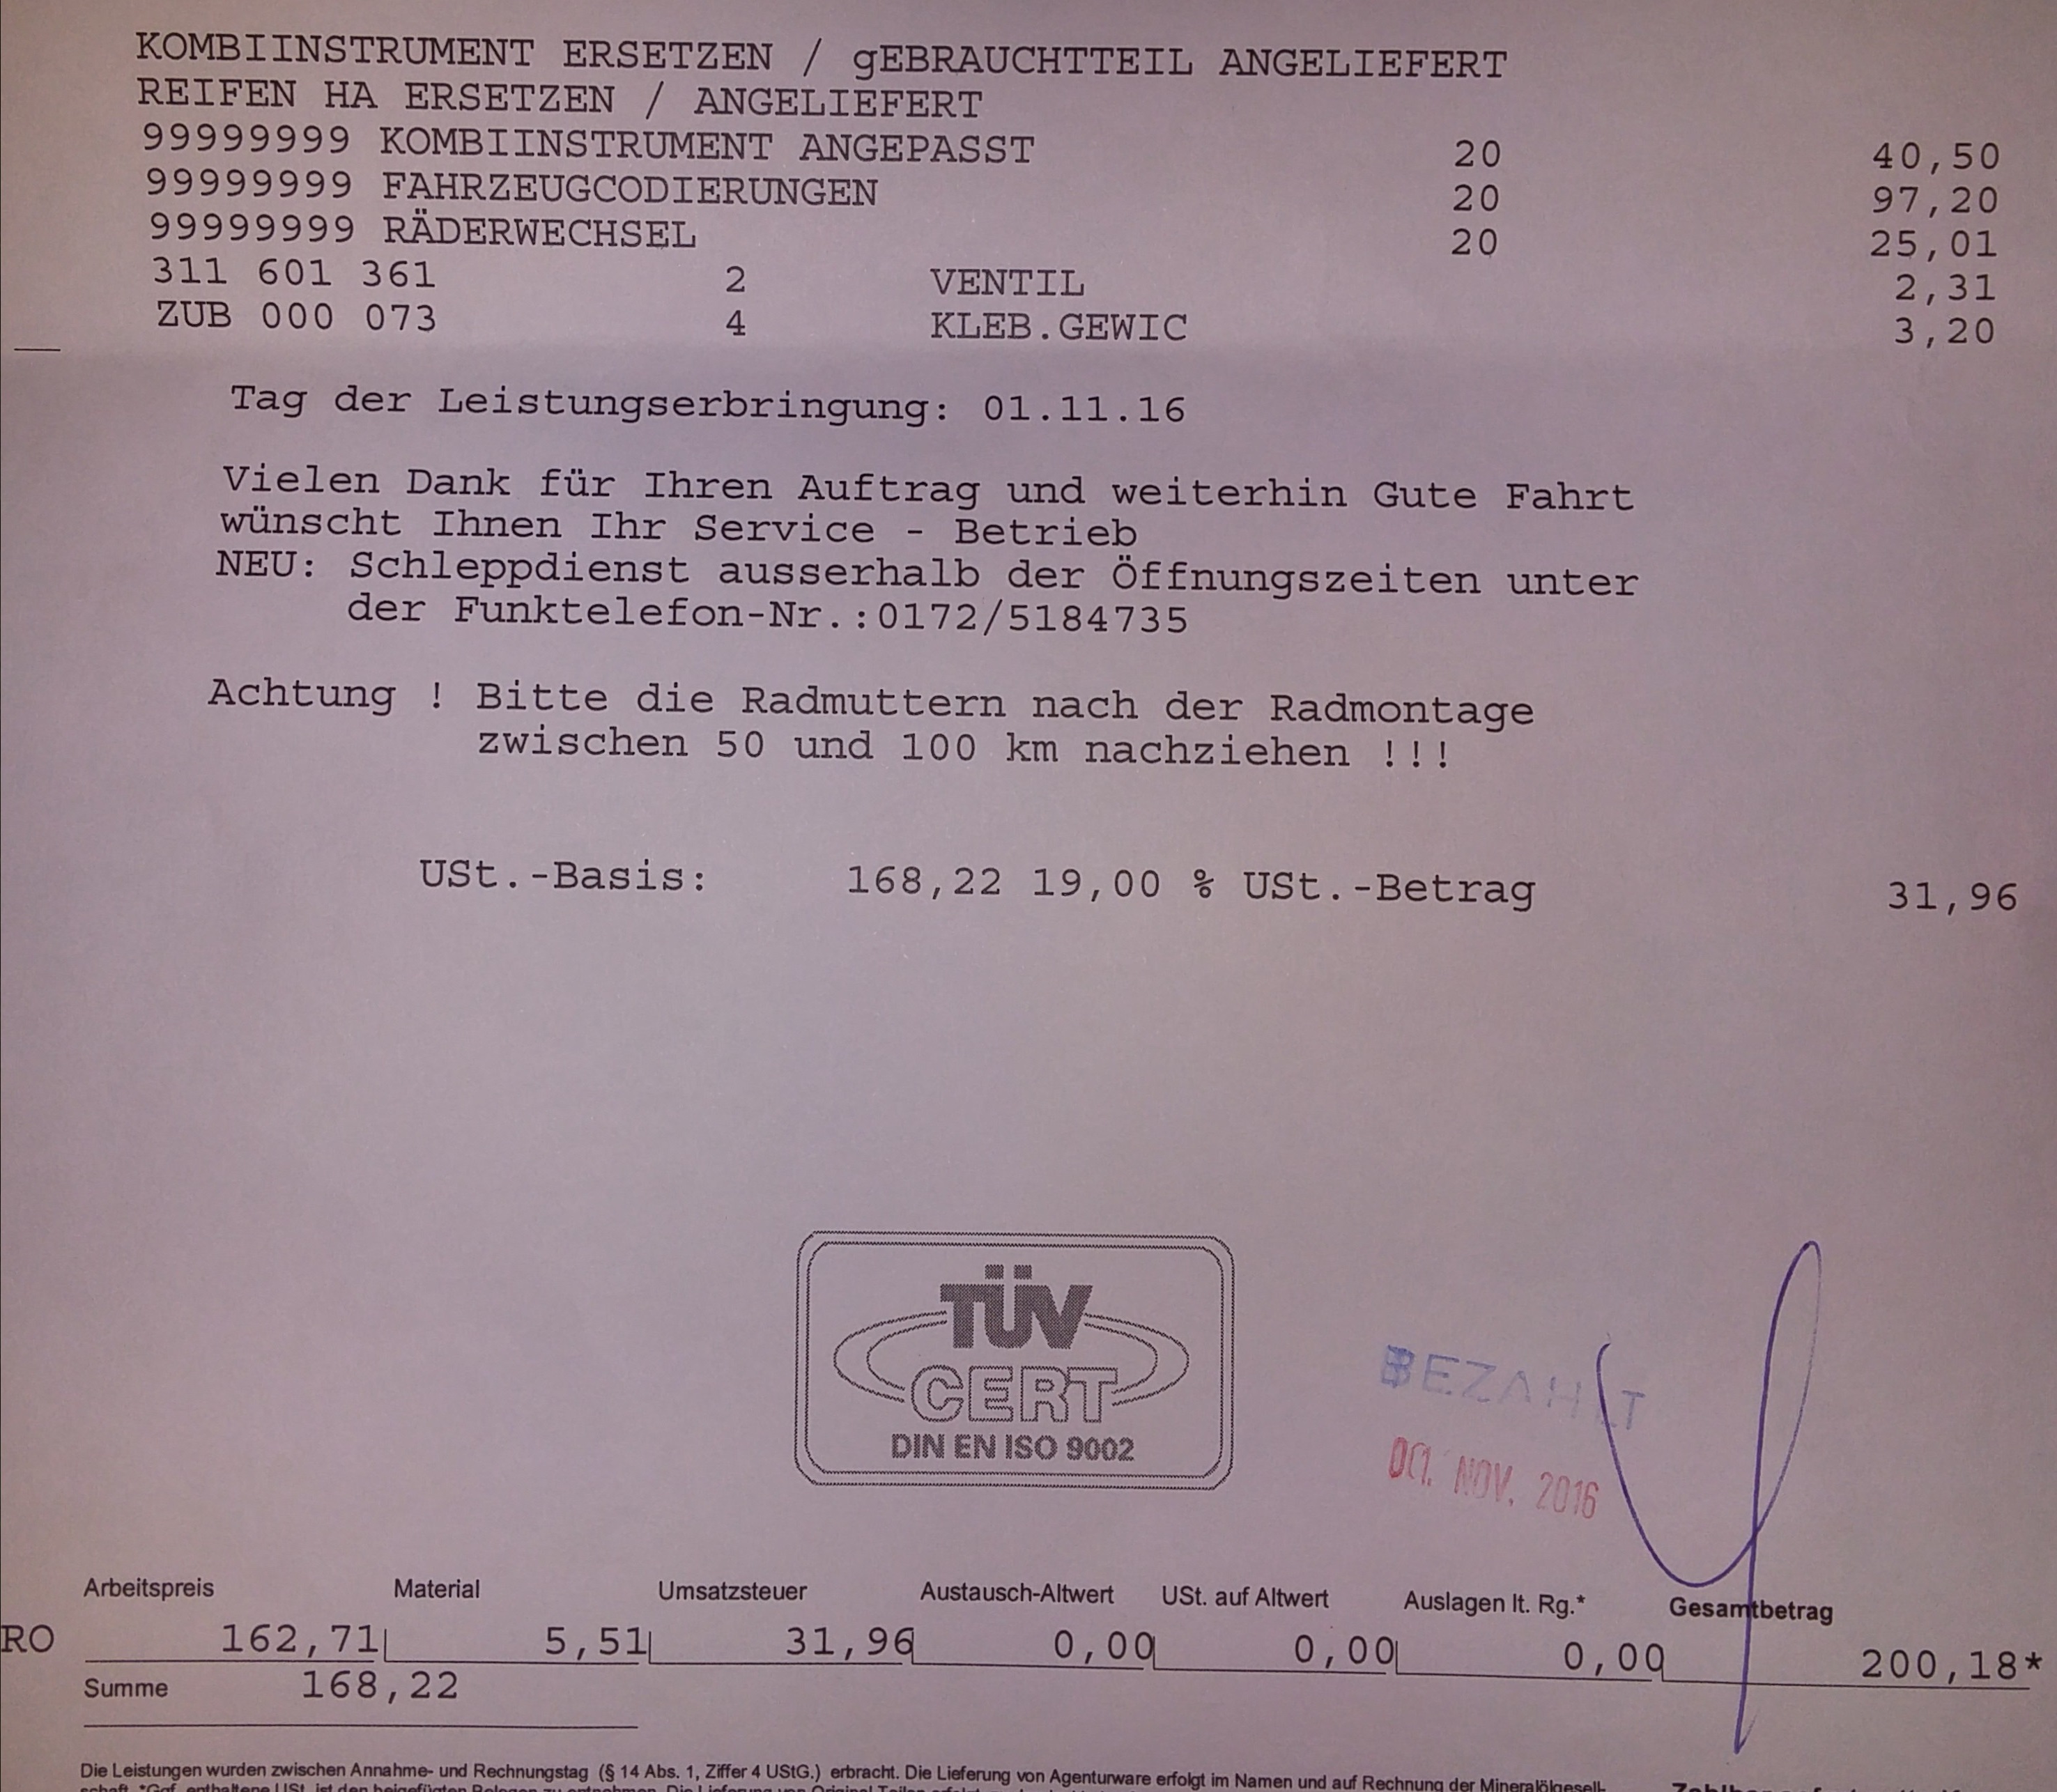 KOMBIINSTRUMENT ERSETZEN / gEBRAUCHTTEIL ANGELIEFERT
REIFEN HA ERSETZEN / ANGELIEFERT
99999999 KOMBIINSTRUMENT ANGEPASST 20 40,50
99999999 FAHRZEUGCODIERUNGEN 20 97,20
99999999 RÄDERWECHSEL 20 25,01
311 601 361 2 VENTIL 2,31
ZUB 000 073 4 KLEB.GEWIC 3,20
Tag der Leistungserbringung: 01.11.16
Vielen Dank für Ihren Auftrag und weiterhin Gute Fahrt
wünscht Ihnen Ihr Service - Betrieb
NEU: Schleppdienst ausserhalb der Öffnungszeiten unter
der Funktelefon-Nr.:0172/5184735
Achtung ! Bitte die Radmuttern nach der Radmontage
zwischen 50 und 100 km nachziehen !!!
USt.-Basis: 168,22 19,00 % USt.-Betrag 31,96
TÜV
CERT
DIN EN ISO 9002
BEZAHLT
01. NOV. 2016
Arbeitspreis Material Umsatzsteuer Austausch-Altwert USt. auf Altwert Auslagen lt. Rg.* Gesamtbetrag
RO 162,71 5,51 31,96 0,00 0,00 0,00 200,18*
Summe 168,22
Die Leistungen wurden zwischen Annahme- und Rechnungstag (§ 14 Abs. 1, Ziffer 4 UStG.) erbracht. Die Lieferung von Agenturware erfolgt im Namen und auf Rechnung der Mineralölgesell-